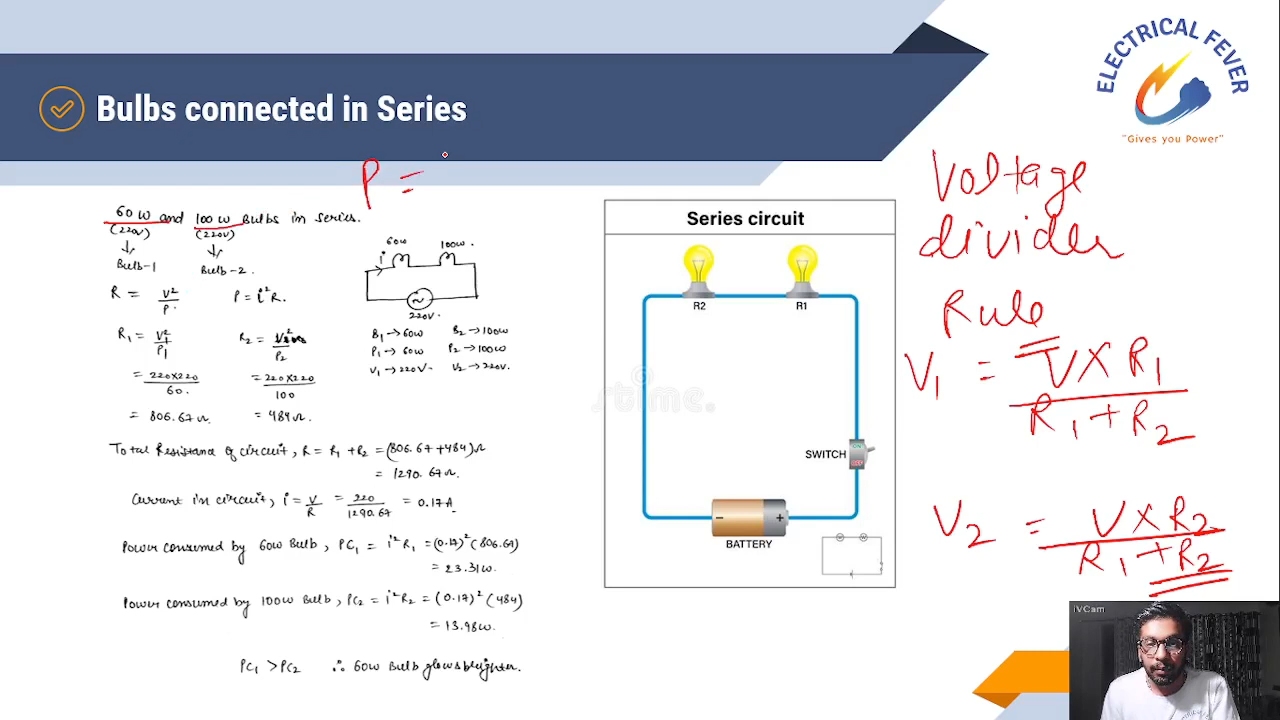 ELECTRICAL FEVER
"Gives you Power"
Bulbs connected in Series
P =
60W and 100W Bulbs in series.
(220V) (220V)
Bulb-1 Bulb-2.
R = V²/P. P = i²R.
R₁ = V₁²/P₁ R₂ = /P₂
= 220×220/60. = 220×220/100
= 806.67Ω. = 484Ω.
60W 100W.
i
220V.
B₁ → 60W B₂ → 100W
P₁ → 60W P₂ → 100W
V₁ → 220V. V₂ → 220V.
Total Resistance of circuit, R = R₁ + R₂ = (806.67+484)Ω
= 1290.67Ω.
Current in circuit, i = V/R = 220/1290.67 = 0.17A
Power consumed by 60W Bulb, PC₁ = i²R₁ = (0.17)² (806.67)
= 23.31W.
Power consumed by 100W Bulb, PC₂ = i²R₂ = (0.17)² (484)
= 13.98W.
PC₁ > PC₂ ∴ 60W Bulb glows brighter.
Series circuit
R2 R1
SWITCH
ON
OFF
BATTERY
− +
Voltage
divider
Rule
V₁ = V×R₁/R₁+R₂
V₂ = V×R₂/R₁+R₂
iVCam